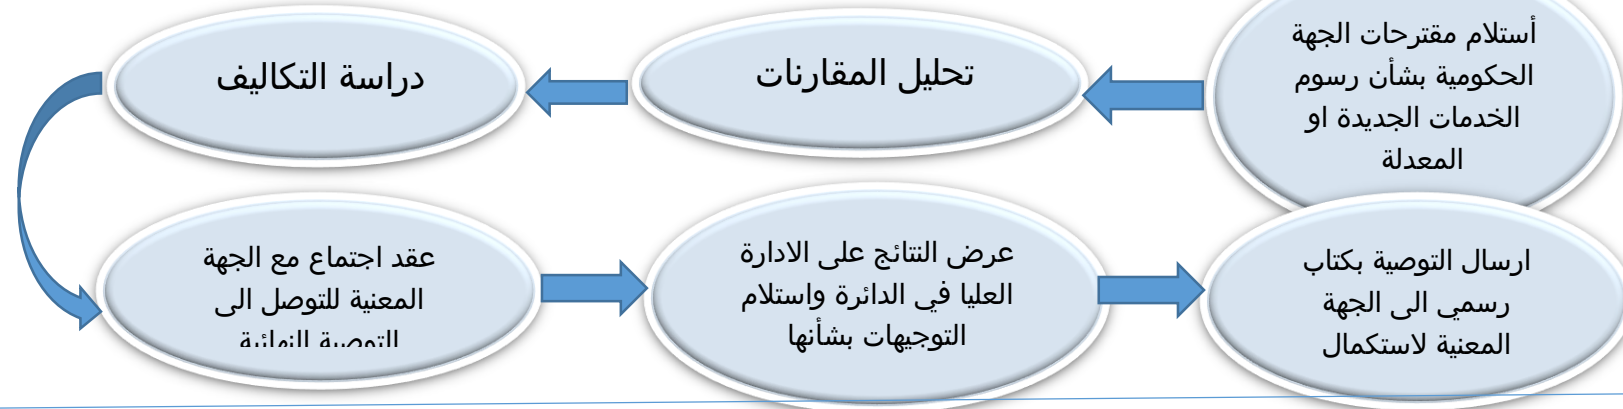 أستلام مقترحات الجهة
الحكومية بشأن رسوم
الخدمات الجديدة او
المعدلة
تحليل المقارنات
دراسة التكاليف
عقد اجتماع مع الجهة
المعنية للتوصل الى
التوصية النهائية
عرض النتائج على الادارة
العليا في الدائرة واستلام
التوجيهات بشأنها
ارسال التوصية بكتاب
رسمي الى الجهة
المعنية لاستكمال